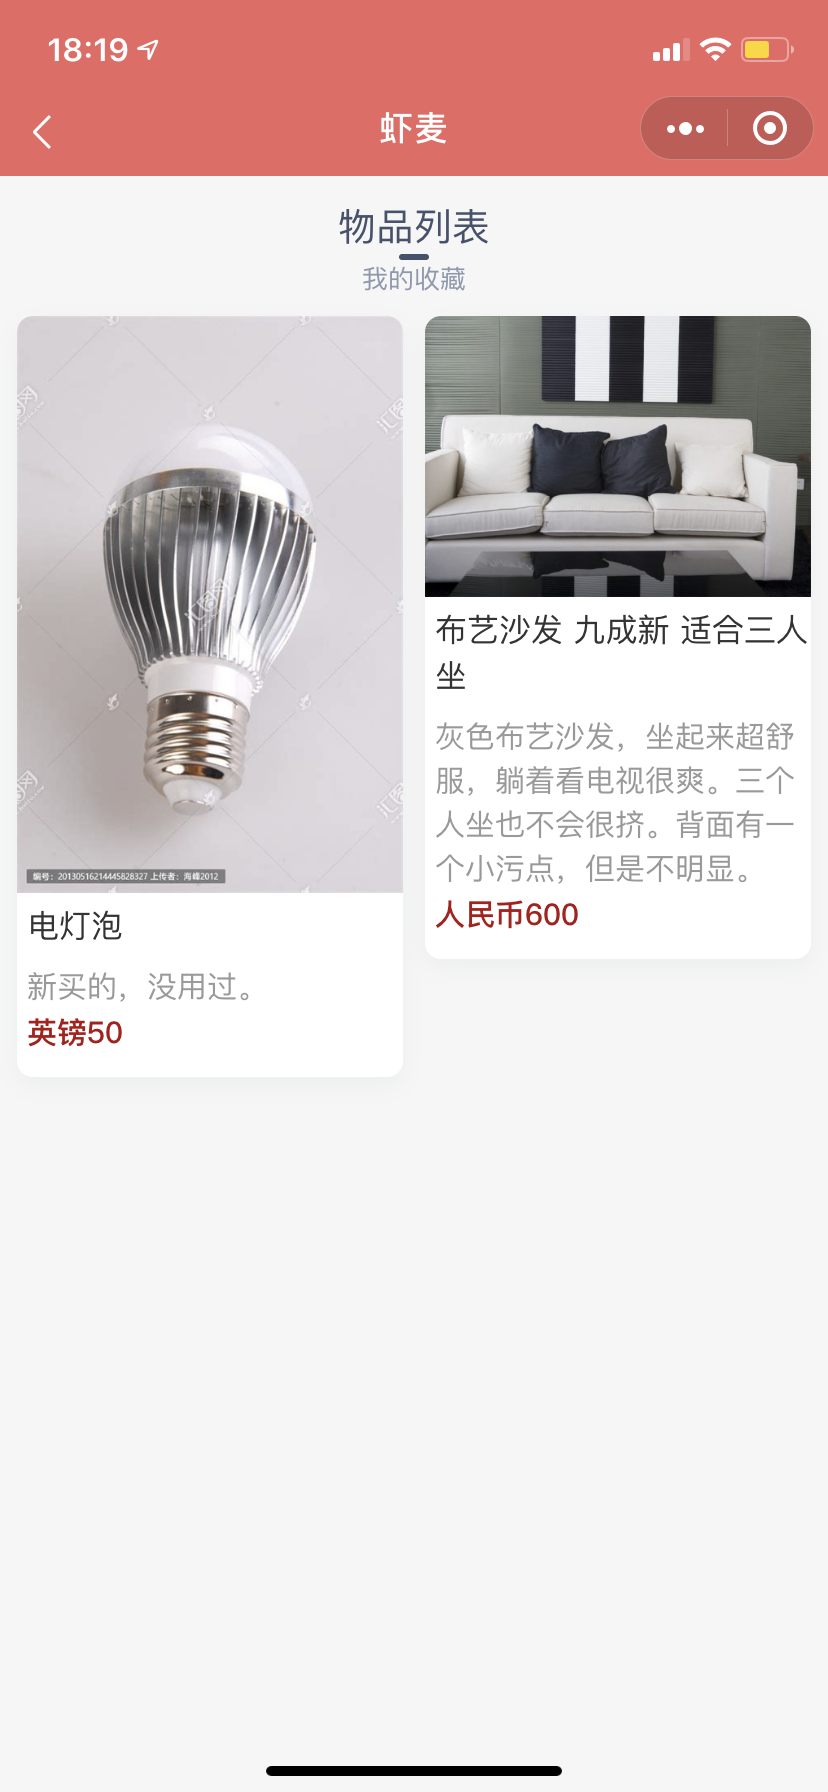 18:19
虾麦
物品列表
我的收藏
汇图网
编号：20130516214445828327 上传者：海峰2012
电灯泡
新买的，没用过。
英镑50
布艺沙发 九成新 适合三人
坐
灰色布艺沙发，坐起来超舒
服，躺着看电视很爽。三个
人坐也不会很挤。背面有一
个小污点，但是不明显。
人民币600